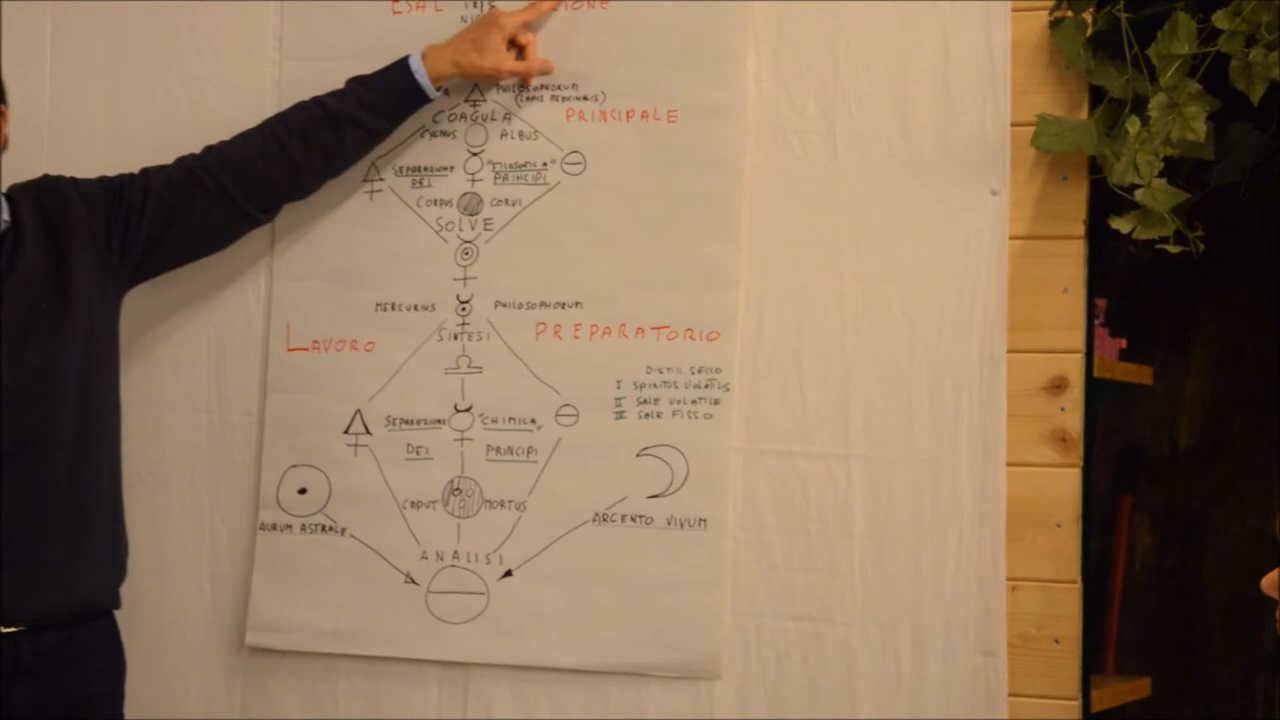 PHILOSOPHORUM
(LAPIS MEDICINALIS)
COAGULA PRINCIPALE
CYGNUS ALBUS
SEPARAZIONE "FILOSOFICA"
DEI PRINCIPI
CORPUS CORVI
SOLVE
MERCURIUS PHILOSOPHORUM
LAVORO SINTESI PREPARATORIO
DISTILL SECCO
I SPIRITOS VOLATILIS
II SALE VOLATILE
III SALE FISSO
SEPARAZIONE "CHIMICA"
DEI PRINCIPI
CAPUT MORTUS
AURUM ASTRALE ARGENTO VIVUM
ANALISI